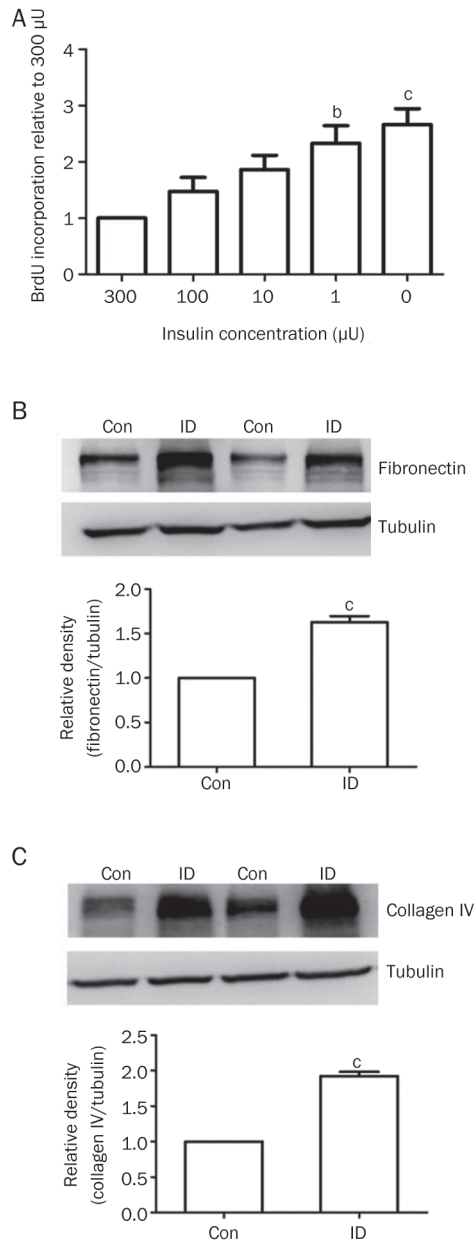 A
BrdU incorporation relative to 300 µU
4
3
2
1
0
b
c
300 100 10 1 0
Insulin concentration (µU)
B
Con ID Con ID
Fibronectin
Tubulin
Relative density
(fibronectin/tubulin)
2.0
1.5
1.0
0.5
0.0
c
Con ID
C
Con ID Con ID
Collagen IV
Tubulin
Relative density
(collagen IV/tubulin)
2.5
2.0
1.5
1.0
0.5
0.0
c
Con ID